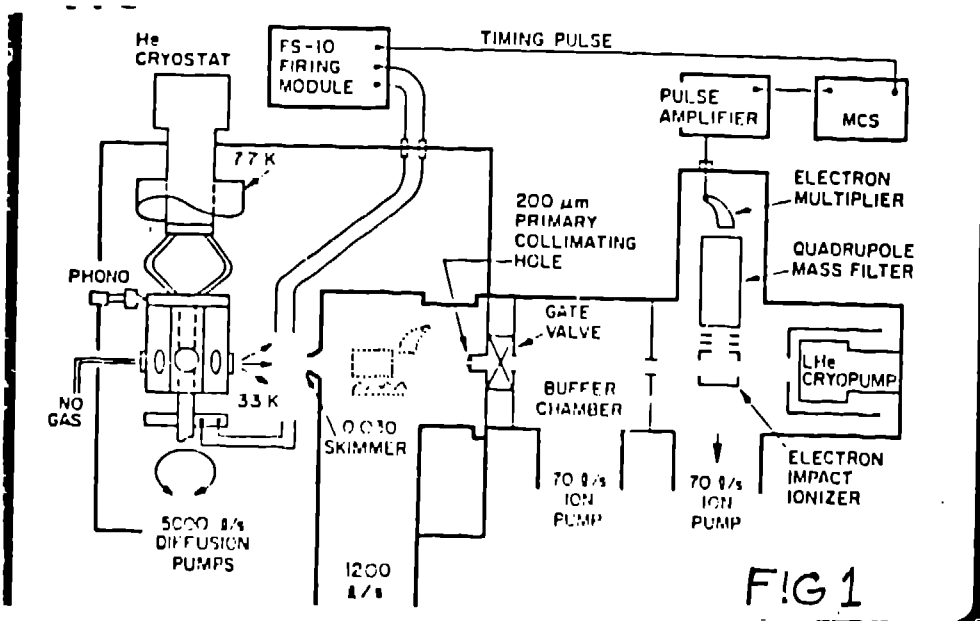 He
CRYOSTAT
FS-10
FIRING
MODULE
TIMING PULSE
PULSE
AMPLIFIER
MCS
77 K
200 µm
PRIMARY
COLLIMATING
HOLE
ELECTRON
MULTIPLIER
QUADRUPOLE
MASS FILTER
PHONO
GATE
VALVE
LHe
CRYOPUMP
NO
GAS
33 K
BUFFER
CHAMBER
0.030
SKIMMER
ELECTRON
IMPACT
IONIZER
70 ℓ/s
ION
PUMP
70 ℓ/s
ION
PUMP
5000 ℓ/s
DIFFUSION
PUMPS
1200
ℓ/s
FIG 1